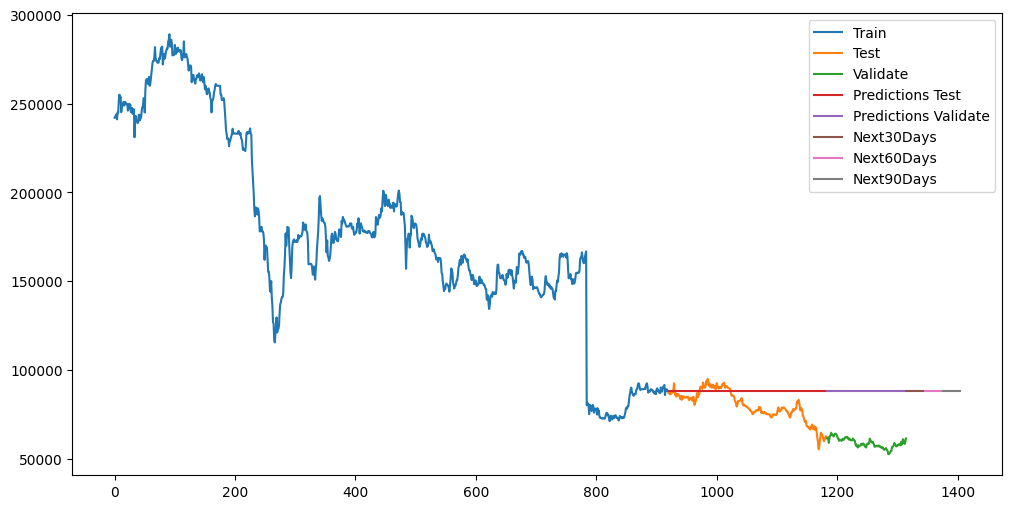 300000
250000
200000
150000
100000
50000
0
200
400
600
800
1000
1200
1400
Train
Test
Validate
Predictions Test
Predictions Validate
Next30Days
Next60Days
Next90Days